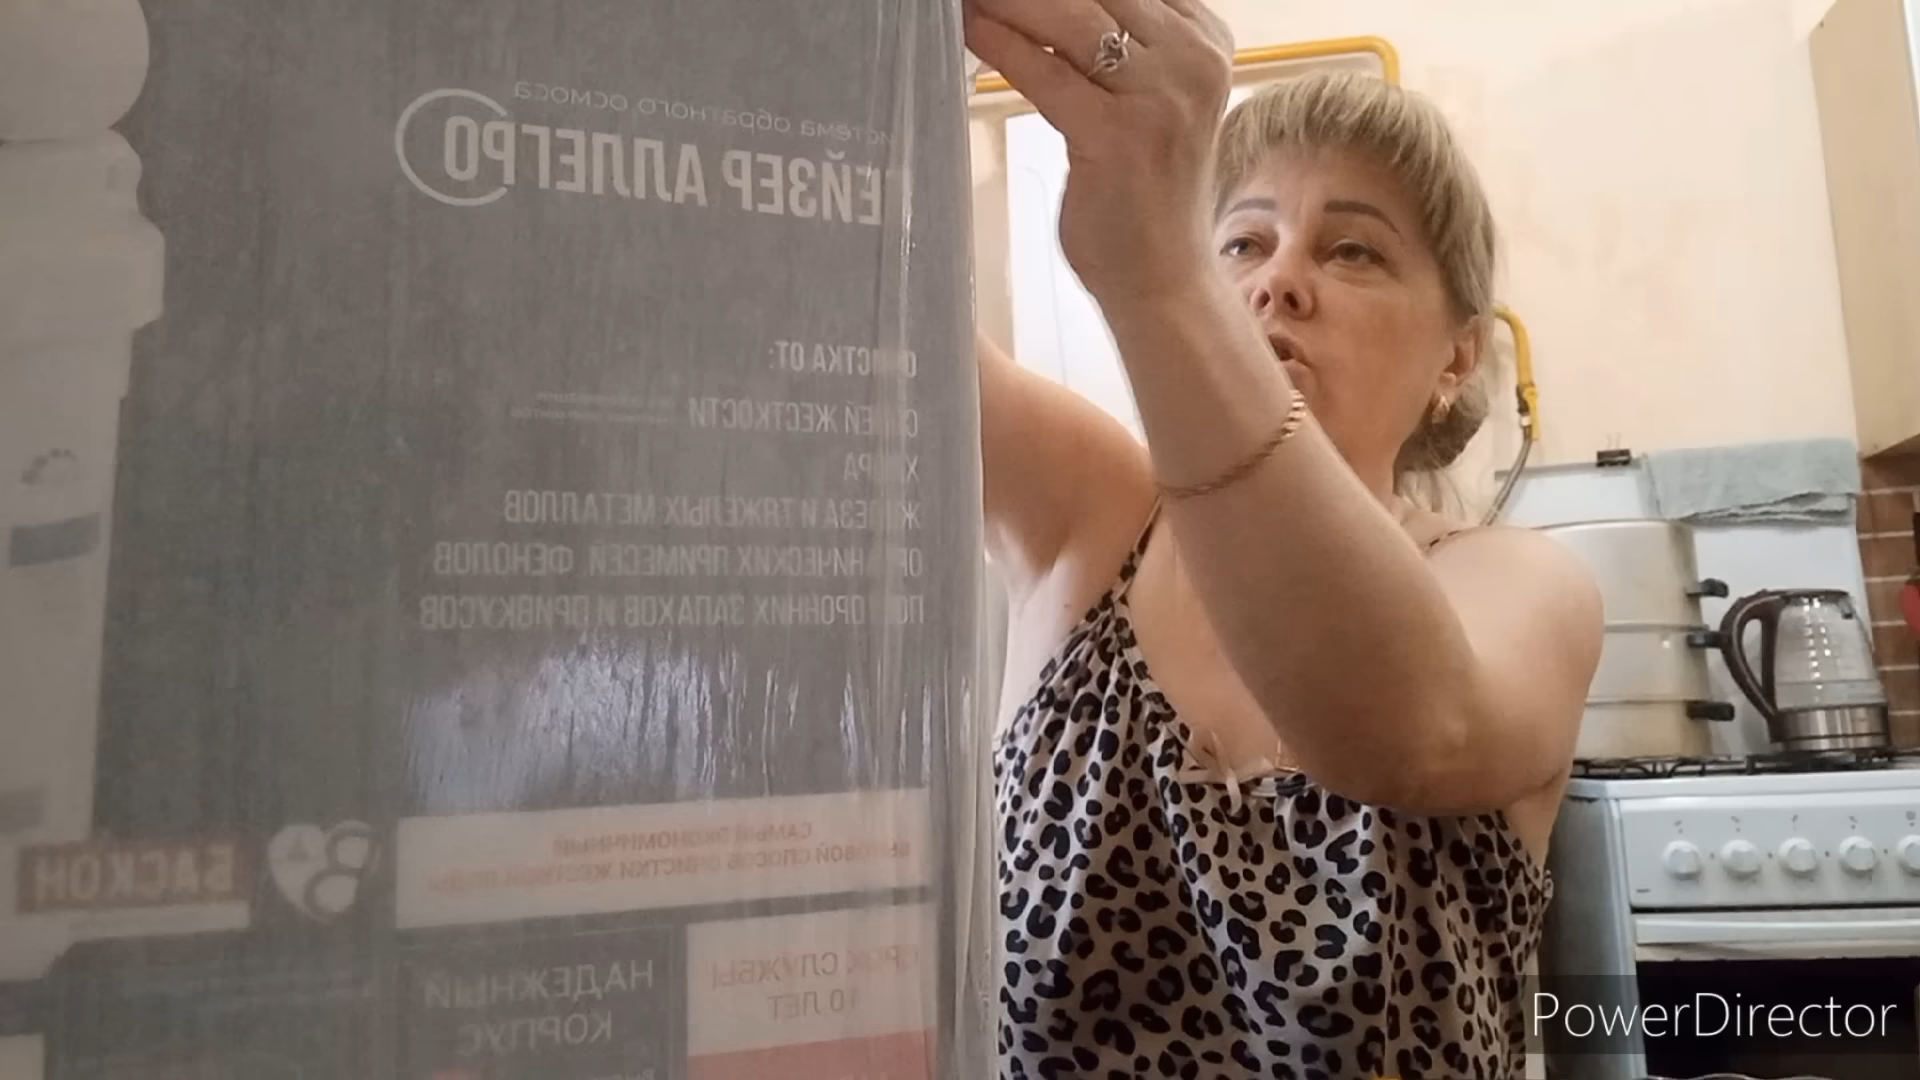 система обратного осмоса
ГЕЙЗЕР АЛЛЕГРО
ОЧИСТКА ОТ:
СОЛЕЙ ЖЕСТКОСТИ
ХЛОРА
ЖЕЛЕЗА И ТЯЖЕЛЫХ МЕТАЛЛОВ
ОРГАНИЧЕСКИХ ПРИМЕСЕЙ ФЕНОЛОВ
ПОСТОРОННИХ ЗАПАХОВ И ПРИВКУСОВ
САМЫЙ ЭКОНОМИЧНЫЙ
БЫТОВОЙ СПОСОБ ОЧИСТКИ ЖЕСТКОЙ ВОДЫ
БАСКОН
СРОК СЛУЖБЫ
10 ЛЕТ
НАДЕЖНЫЙ
КОРПУС
PowerDirector